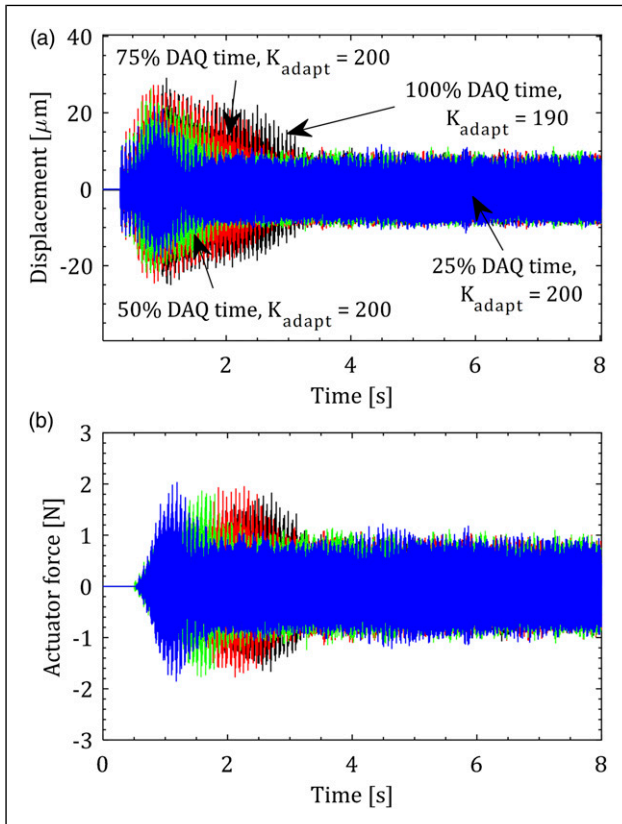 (a)
40
20
0
-20
Displacement [μm]
75% DAQ time, K_adapt = 200
100% DAQ time,
K_adapt = 190
50% DAQ time, K_adapt = 200
25% DAQ time,
K_adapt = 200
2
4
6
8
Time [s]
(b)
3
2
1
0
-1
-2
-3
Actuator force [N]
0
2
4
6
8
Time [s]